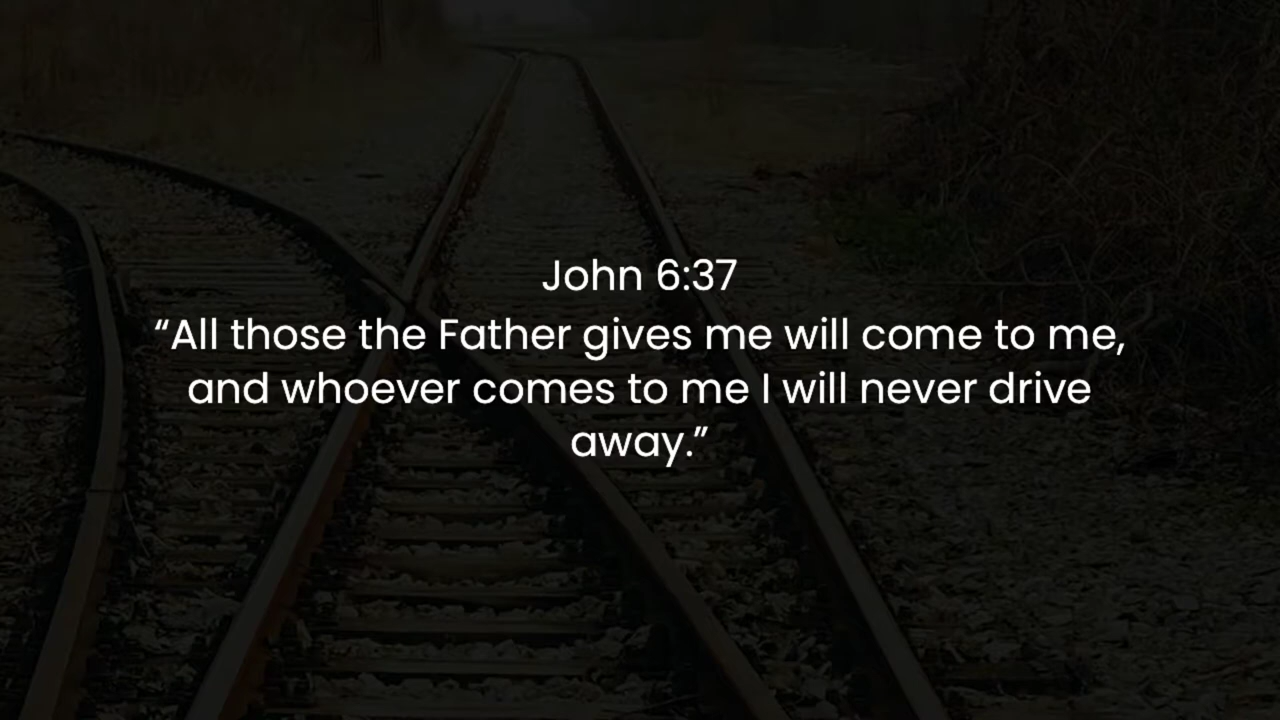 John 6:37
“All those the Father gives me will come to me,
and whoever comes to me I will never drive
away.”